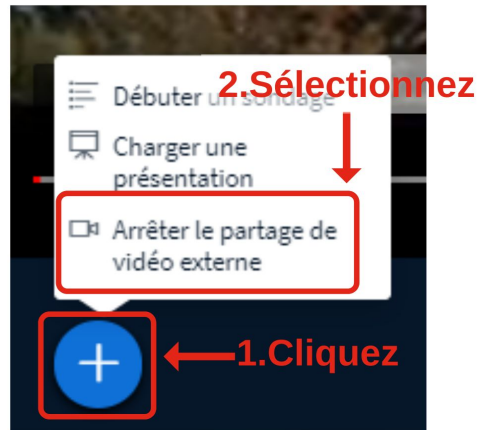 2.Sélectionnez
Débuter un sondage
Charger une
présentation
Arrêter le partage de
vidéo externe
1.Cliquez